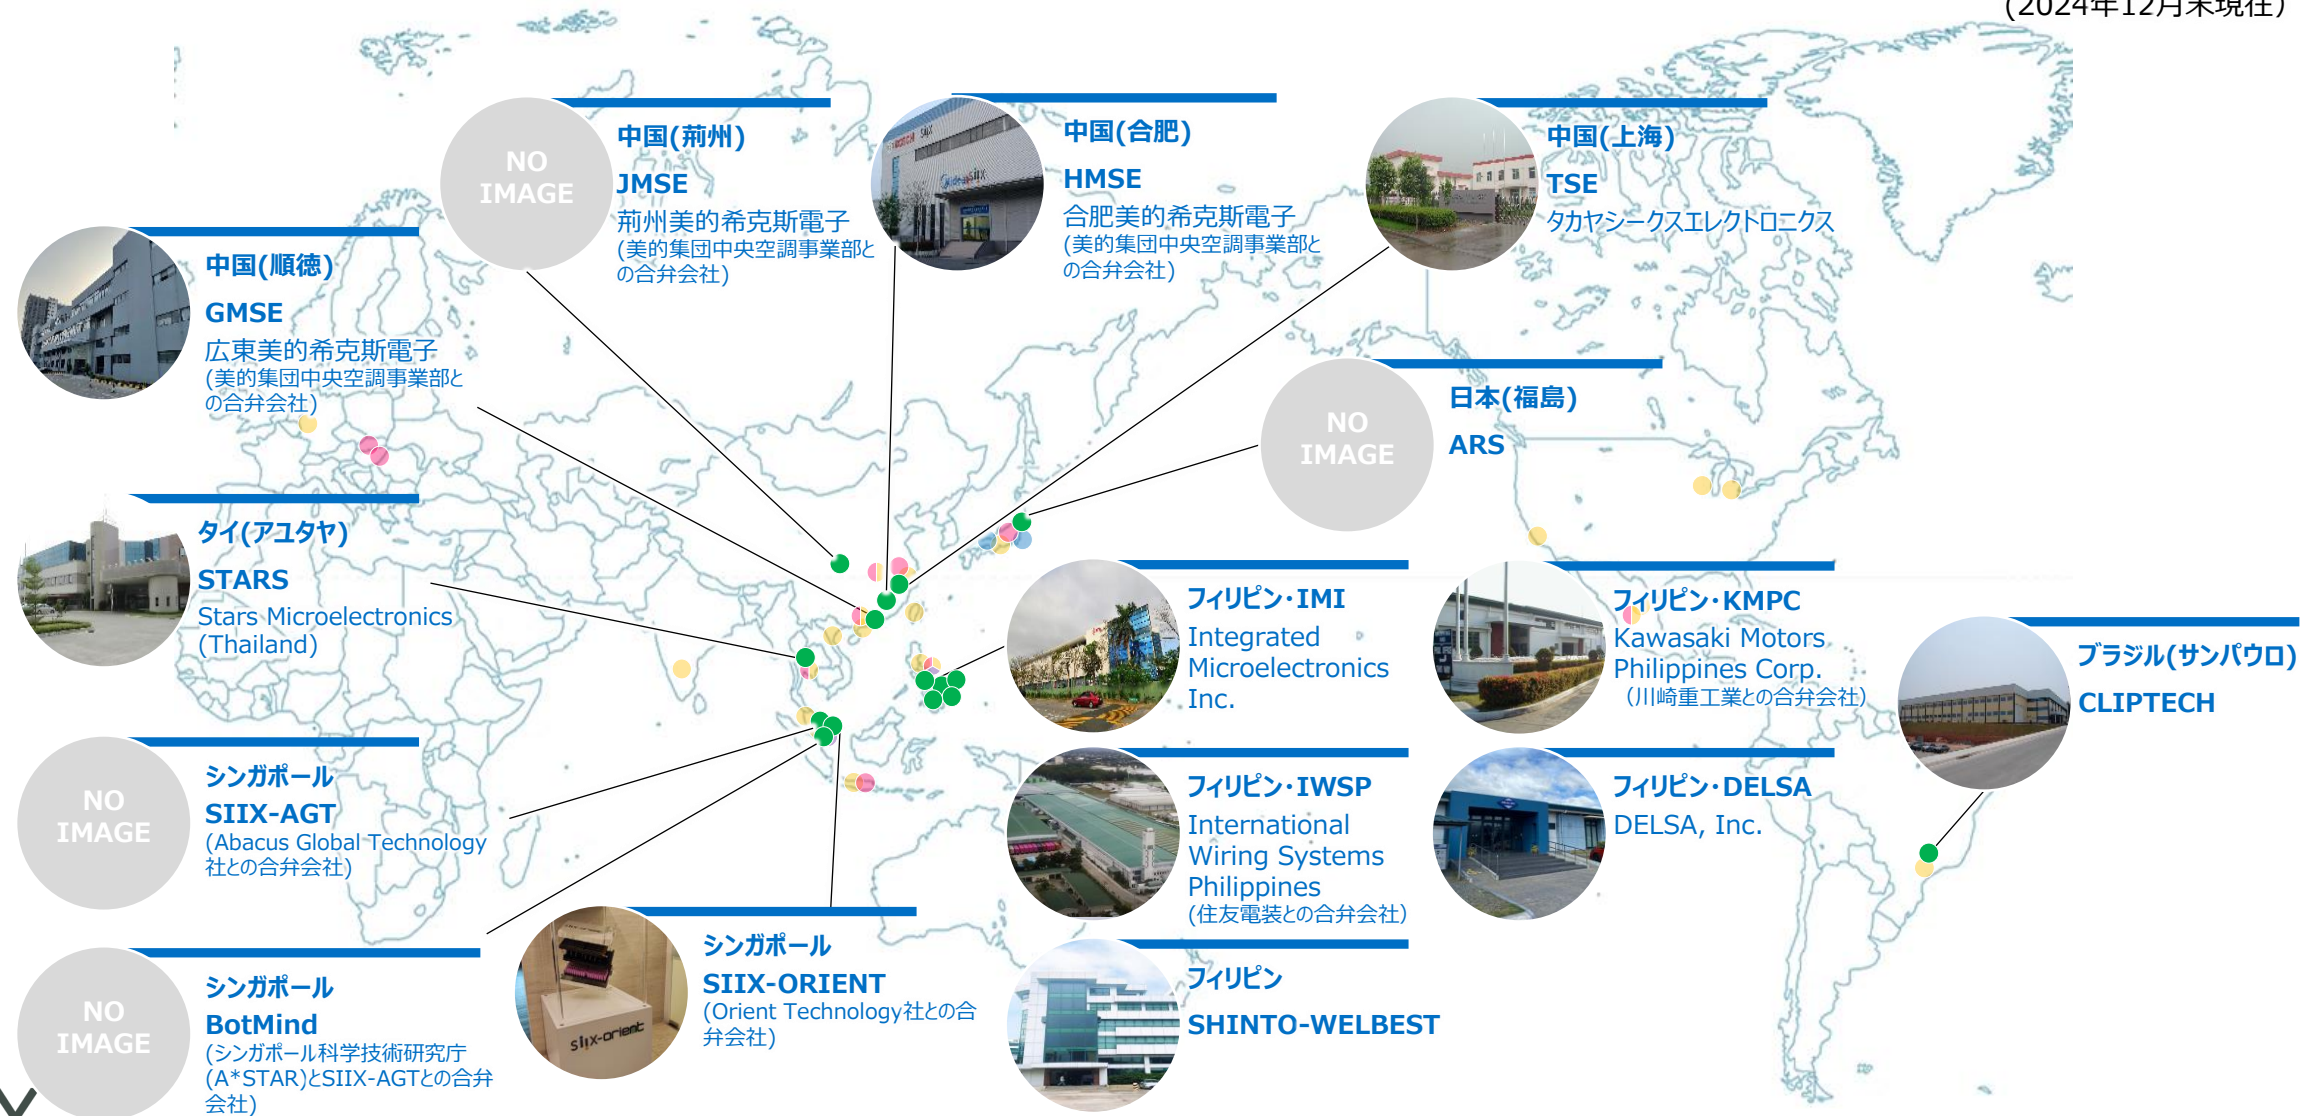 (2024年12月末現在)
NO
IMAGE
中国(荊州)
JMSE
荊州美的希克斯電子
(美的集団中央空調事業部と
の合弁会社)
中国(合肥)
HMSE
合肥美的希克斯電子
(美的集団中央空調事業部と
の合弁会社)
中国(上海)
TSE
タカヤシークスエレクトロニクス
中国(順徳)
GMSE
広東美的希克斯電子
(美的集団中央空調事業部と
の合弁会社)
NO
IMAGE
日本(福島)
ARS
タイ(アユタヤ)
STARS
Stars Microelectronics
(Thailand)
フィリピン・IMI
Integrated
Microelectronics
Inc.
フィリピン・KMPC
Kawasaki Motors
Philippines Corp.
(川崎重工業との合弁会社)
ブラジル(サンパウロ)
CLIPTECH
NO
IMAGE
シンガポール
SIIX-AGT
(Abacus Global Technology
社との合弁会社)
フィリピン・IWSP
International
Wiring Systems
Philippines
(住友電装との合弁会社)
フィリピン・DELSA
DELSA, Inc.
NO
IMAGE
シンガポール
BotMind
(シンガポール科学技術研究庁
(A*STAR)とSIIX-AGTとの合弁
会社)
siix-orient
シンガポール
SIIX-ORIENT
(Orient Technology社との合
弁会社)
フィリピン
SHINTO-WELBEST